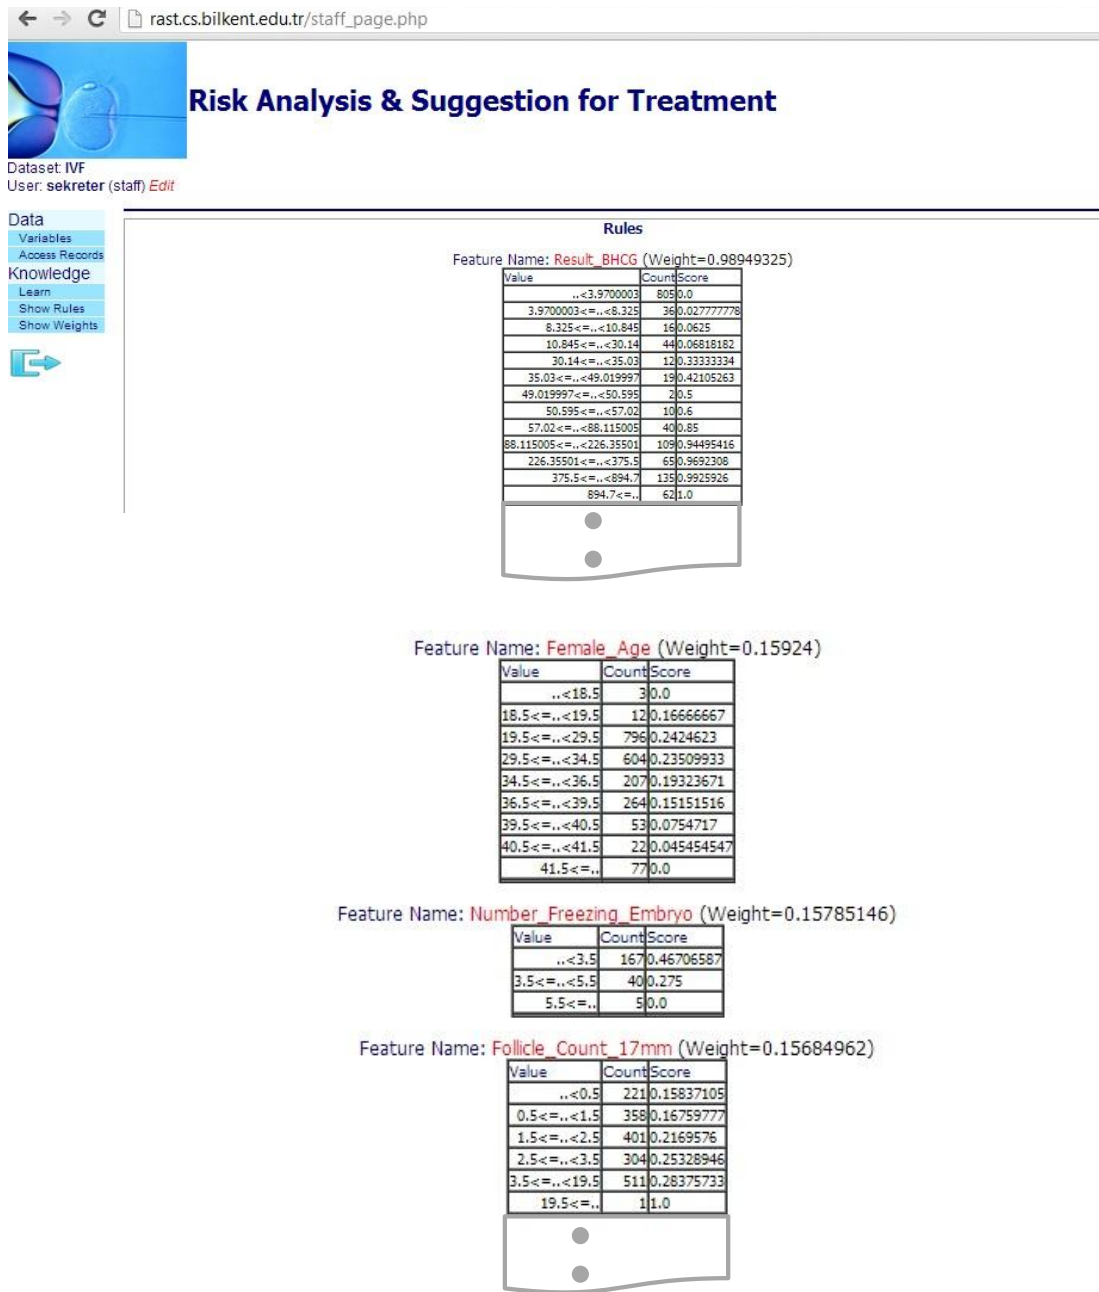 rast.cs.bilkent.edu.tr/staff_page.php
Risk Analysis & Suggestion for Treatment
Dataset: IVF
User: sekreter (staff) Edit
Data
Variables
Access Records
Knowledge
Learn
Show Rules
Show Weights
Rules
Feature Name: Result_BHCG (Weight=0.98949325)
Value Count Score
..<3.9700003 805 0.0
3.9700003<=..<8.325 36 0.027777778
8.325<=..<10.845 16 0.0625
10.845<=..<30.14 44 0.06818182
30.14<=..<35.03 12 0.33333334
35.03<=..<49.019997 19 0.42105263
49.019997<=..<50.595 2 0.5
50.595<=..<57.02 10 0.6
57.02<=..<88.115005 40 0.85
88.115005<=..<226.35501 109 0.94495416
226.35501<=..<375.5 65 0.9692308
375.5<=..<894.7 135 0.9925926
894.7<=.. 62 1.0
Feature Name: Female_Age (Weight=0.15924)
Value Count Score
..<18.5 3 0.0
18.5<=..<19.5 12 0.16666667
19.5<=..<29.5 796 0.2424623
29.5<=..<34.5 604 0.23509933
34.5<=..<36.5 207 0.19323671
36.5<=..<39.5 264 0.15151516
39.5<=..<40.5 53 0.0754717
40.5<=..<41.5 22 0.045454547
41.5<=.. 77 0.0
Feature Name: Number_Freezing_Embryo (Weight=0.15785146)
Value Count Score
..<3.5 167 0.46706587
3.5<=..<5.5 40 0.275
5.5<=.. 5 0.0
Feature Name: Follicle_Count_17mm (Weight=0.15684962)
Value Count Score
..<0.5 221 0.15837105
0.5<=..<1.5 358 0.16759777
1.5<=..<2.5 401 0.2169576
2.5<=..<3.5 304 0.25328946
3.5<=..<19.5 511 0.28375733
19.5<=.. 1 1.0